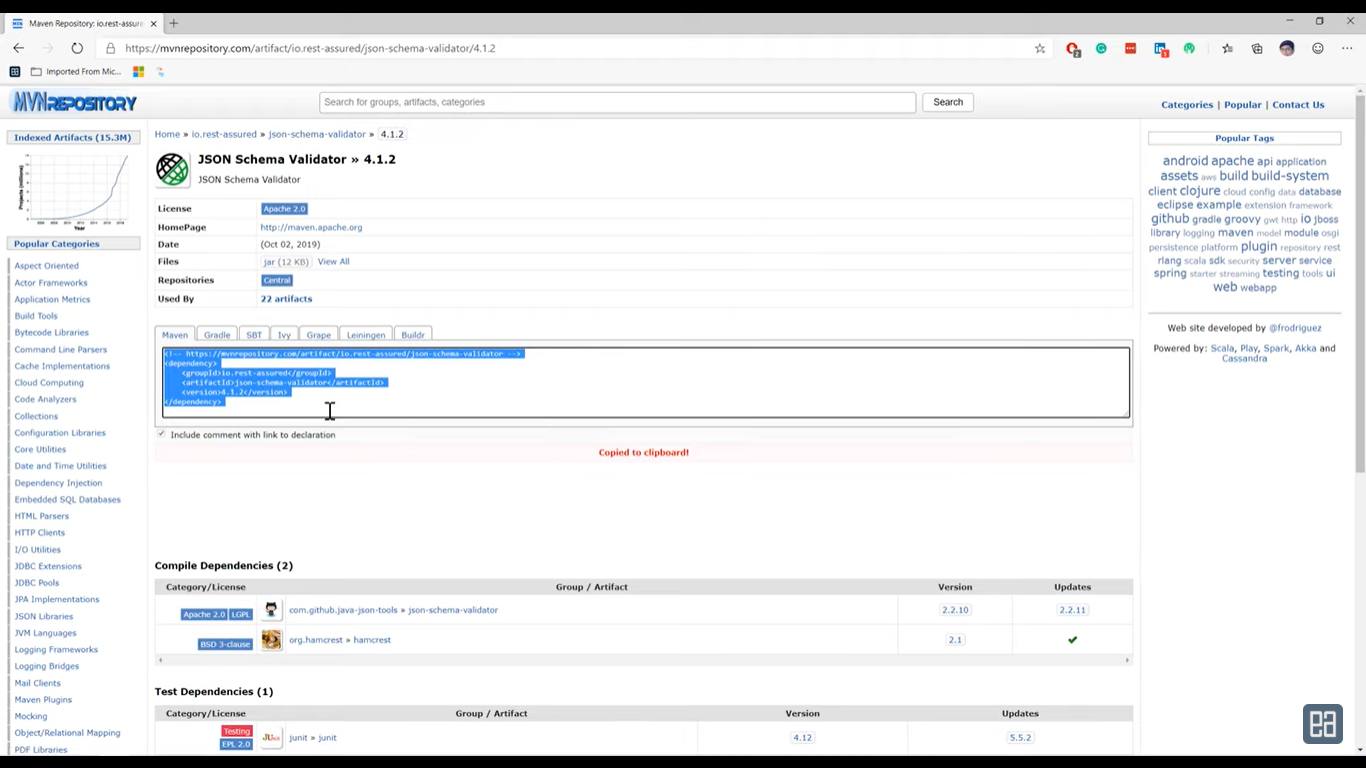 Maven Repository: io.rest-assure
https://mvnrepository.com/artifact/io.rest-assured/json-schema-validator/4.1.2
Imported From Mic...
MVNREPOSITORY
Search for groups, artifacts, categories
Search
Categories | Popular | Contact Us
Indexed Artifacts (15.3M)
Projects (millions)
Year
Popular Categories
Aspect Oriented
Actor Frameworks
Application Metrics
Build Tools
Bytecode Libraries
Command Line Parsers
Cache Implementations
Cloud Computing
Code Analyzers
Collections
Configuration Libraries
Core Utilities
Date and Time Utilities
Dependency Injection
Embedded SQL Databases
HTML Parsers
HTTP Clients
I/O Utilities
JDBC Extensions
JDBC Pools
JPA Implementations
JSON Libraries
JVM Languages
Logging Frameworks
Logging Bridges
Mail Clients
Maven Plugins
Mocking
Object/Relational Mapping
PDF Libraries
Home » io.rest-assured » json-schema-validator » 4.1.2
JSON Schema Validator » 4.1.2
JSON Schema Validator
License Apache 2.0
HomePage http://maven.apache.org
Date (Oct 02, 2019)
Files jar (12 KB) View All
Repositories Central
Used By 22 artifacts
Maven Gradle SBT Ivy Grape Leiningen Buildr
<!-- https://mvnrepository.com/artifact/io.rest-assured/json-schema-validator -->
<dependency>
<groupId>io.rest-assured</groupId>
<artifactId>json-schema-validator</artifactId>
<version>4.1.2</version>
</dependency>
Include comment with link to declaration
Copied to clipboard!
Compile Dependencies (2)
Category/License Group / Artifact Version Updates
Apache 2.0 LGPL com.github.java-json-tools » json-schema-validator 2.2.10 2.2.11
BSD 3-clause org.hamcrest » hamcrest 2.1
Test Dependencies (1)
Category/License Group / Artifact Version Updates
Testing
EPL 2.0 junit » junit 4.12 5.5.2
Popular Tags
android apache api application
assets aws build build-system
client clojure cloud config data database
eclipse example extension framework
github gradle groovy gwt http io jboss
library logging maven model module osgi
persistence platform plugin repository rest
rlang scala sdk security server service
spring starter streaming testing tools ui
web webapp
Web site developed by @frodriguez
Powered by: Scala, Play, Spark, Akka and
Cassandra